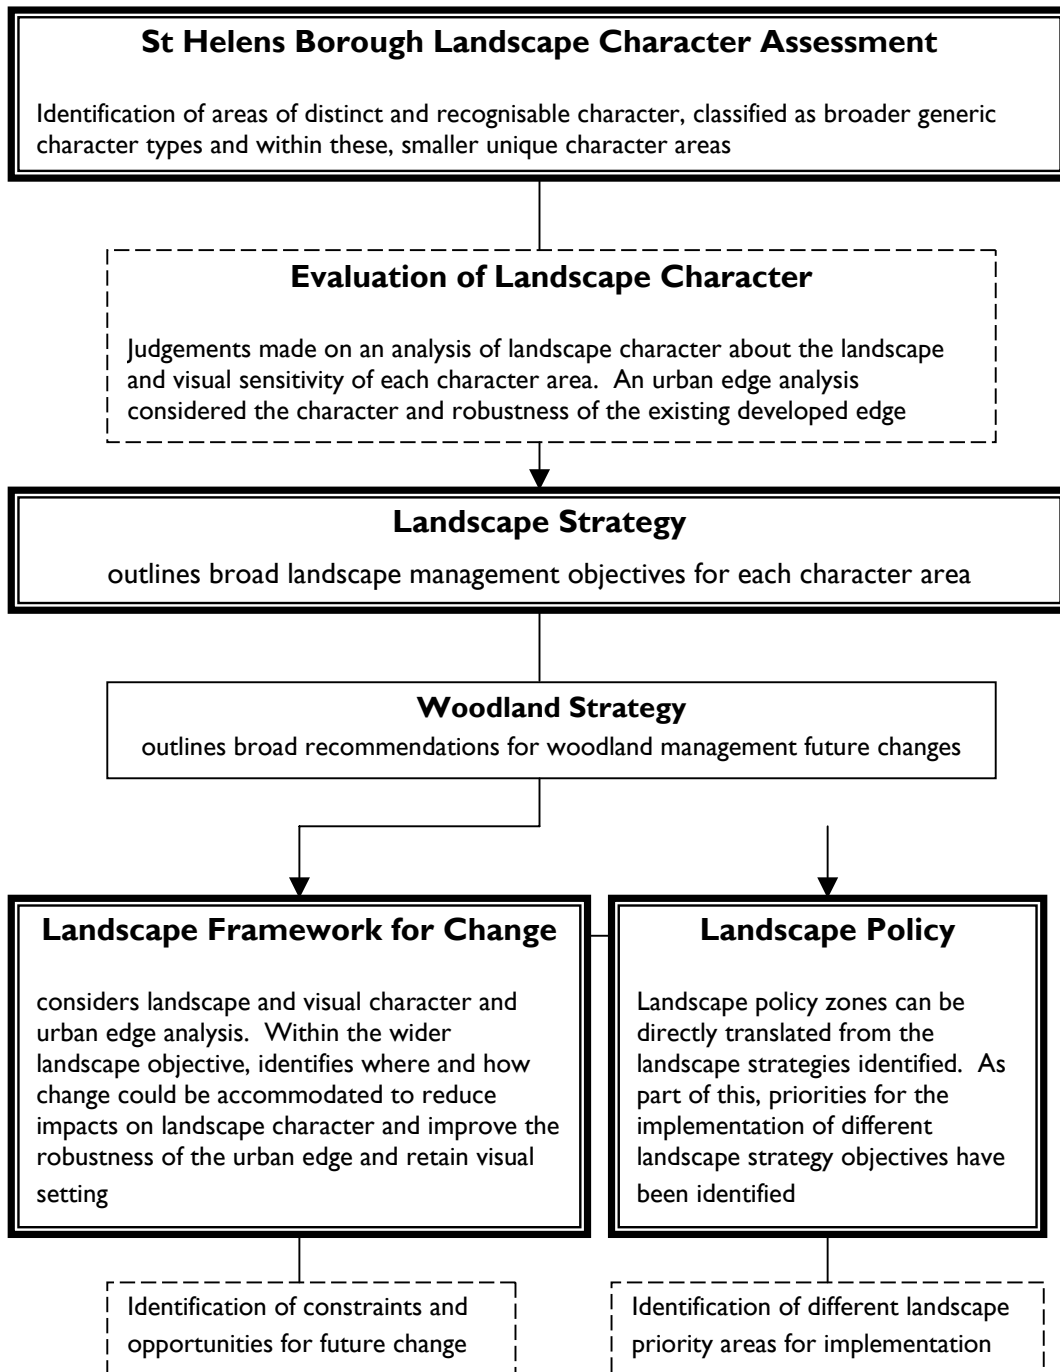 St Helens Borough Landscape Character Assessment
Identification of areas of distinct and recognisable character, classified as broader generic
character types and within these, smaller unique character areas
Evaluation of Landscape Character
Judgements made on an analysis of landscape character about the landscape
and visual sensitivity of each character area. An urban edge analysis
considered the character and robustness of the existing developed edge
Landscape Strategy
outlines broad landscape management objectives for each character area
Woodland Strategy
outlines broad recommendations for woodland management future changes
Landscape Framework for Change
considers landscape and visual character and
urban edge analysis. Within the wider
landscape objective, identifies where and how
change could be accommodated to reduce
impacts on landscape character and improve the
robustness of the urban edge and retain visual
setting
Landscape Policy
Landscape policy zones can be
directly translated from the
landscape strategies identified. As
part of this, priorities for the
implementation of different
landscape strategy objectives have
been identified
Identification of constraints and
opportunities for future change
Identification of different landscape
priority areas for implementation